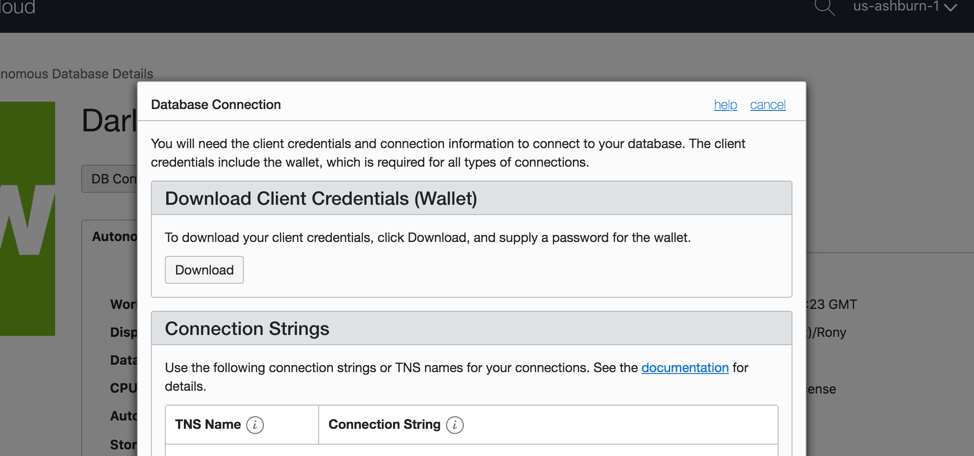 loud
us-ashburn-1
nomous Database Details
Database Connection
help cancel
Darl
You will need the client credentials and connection information to connect to your database. The client
credentials include the wallet, which is required for all types of connections.
DB Con
W
Download Client Credentials (Wallet)
Autono
To download your client credentials, click Download, and supply a password for the wallet.
Download
Wor
:23 GMT
Disp
)/Rony
Connection Strings
Data
Use the following connection strings or TNS names for your connections. See the documentation for
details.
CPU
ense
Auto
TNS Name i Connection String i
Stor